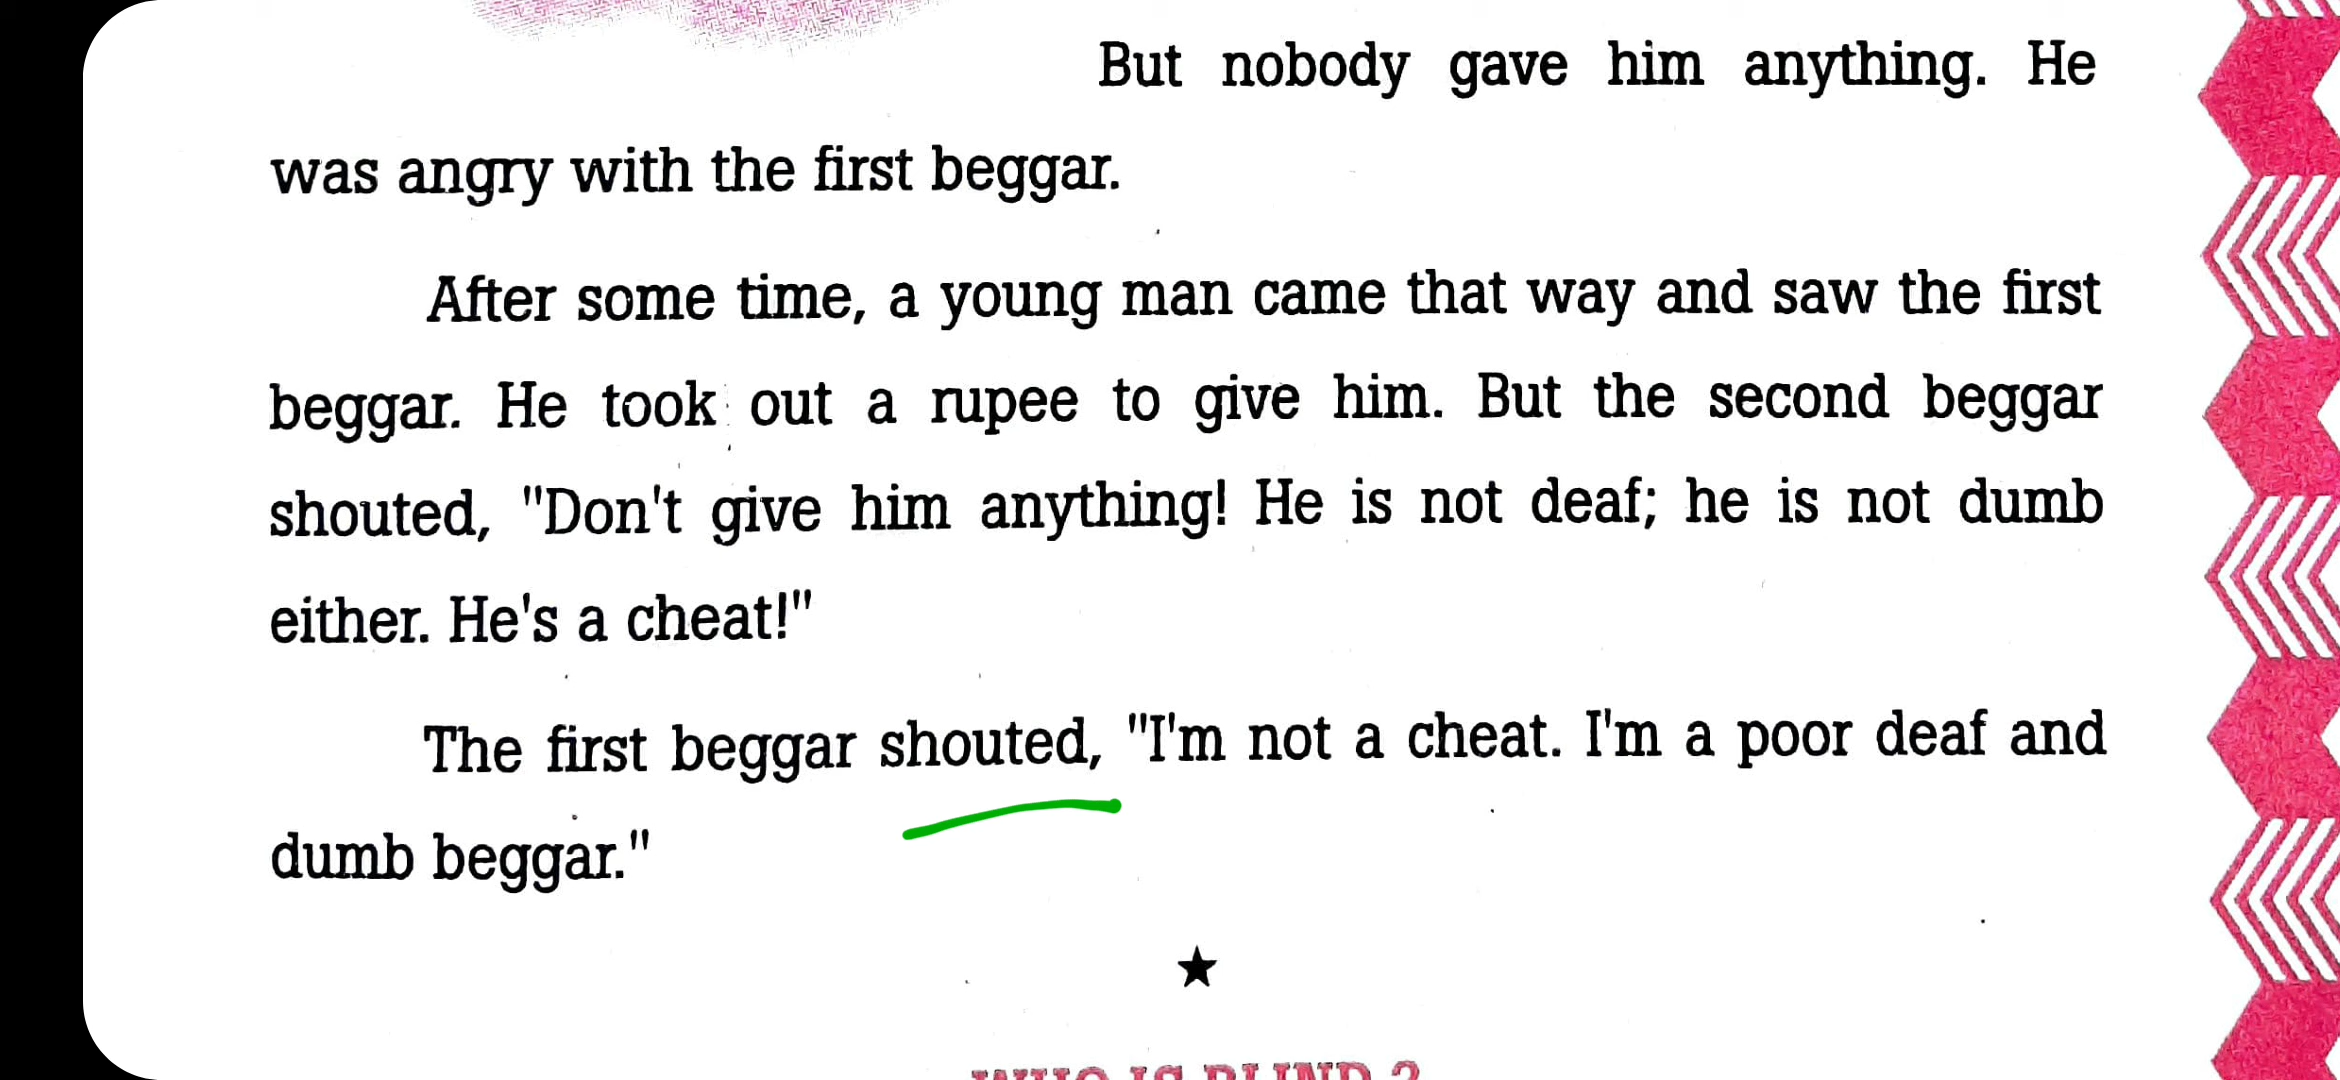 But nobody gave him anything. He
was angry with the first beggar.
After some time, a young man came that way and saw the first
beggar. He took out a rupee to give him. But the second beggar
shouted, "Don't give him anything! He is not deaf; he is not dumb
either. He's a cheat!"
The first beggar shouted, "I'm not a cheat. I'm a poor deaf and
dumb beggar."
★
WHO IS BLIND ?